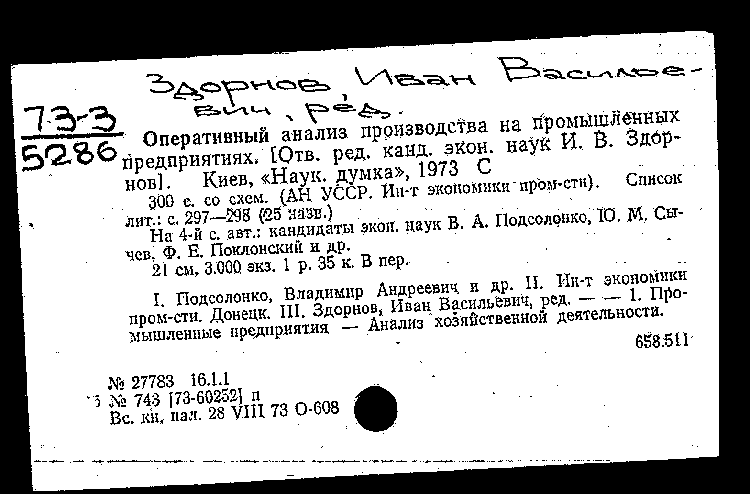 Здорнов, Иван Василье-
вич, ред.
73-3
5286
Оперативный анализ производства на промышленных
предприятиях. [Отв. ред. канд. экон. наук И. В. Здор-
нов]. Киев, «Наук. думка», 1973 С
300 с. со схем. (АН УССР. Ин-т экономики пром-сти). Список
лит.: с. 297—298 (25 назв.)
На 4-й с. авт.: кандидаты экон. наук В. А. Подсолонко, Ю. М. Сы-
чев, Ф. Е. Поклонский и др.
21 см. 3.000 экз. 1 р. 35 к. В пер.
I. Подсолонко, Владимир Андреевич и др. II. Ин-т экономики
пром-сти. Донецк. III. Здорнов, Иван Васильевич, ред. — — 1. Про-
мышленные предприятия — Анализ хозяйственной деятельности.
658.511
№ 27783 16.1.1
№ 743 [73-60252] п
Вс. кн. пал. 28 VIII 73 О-608